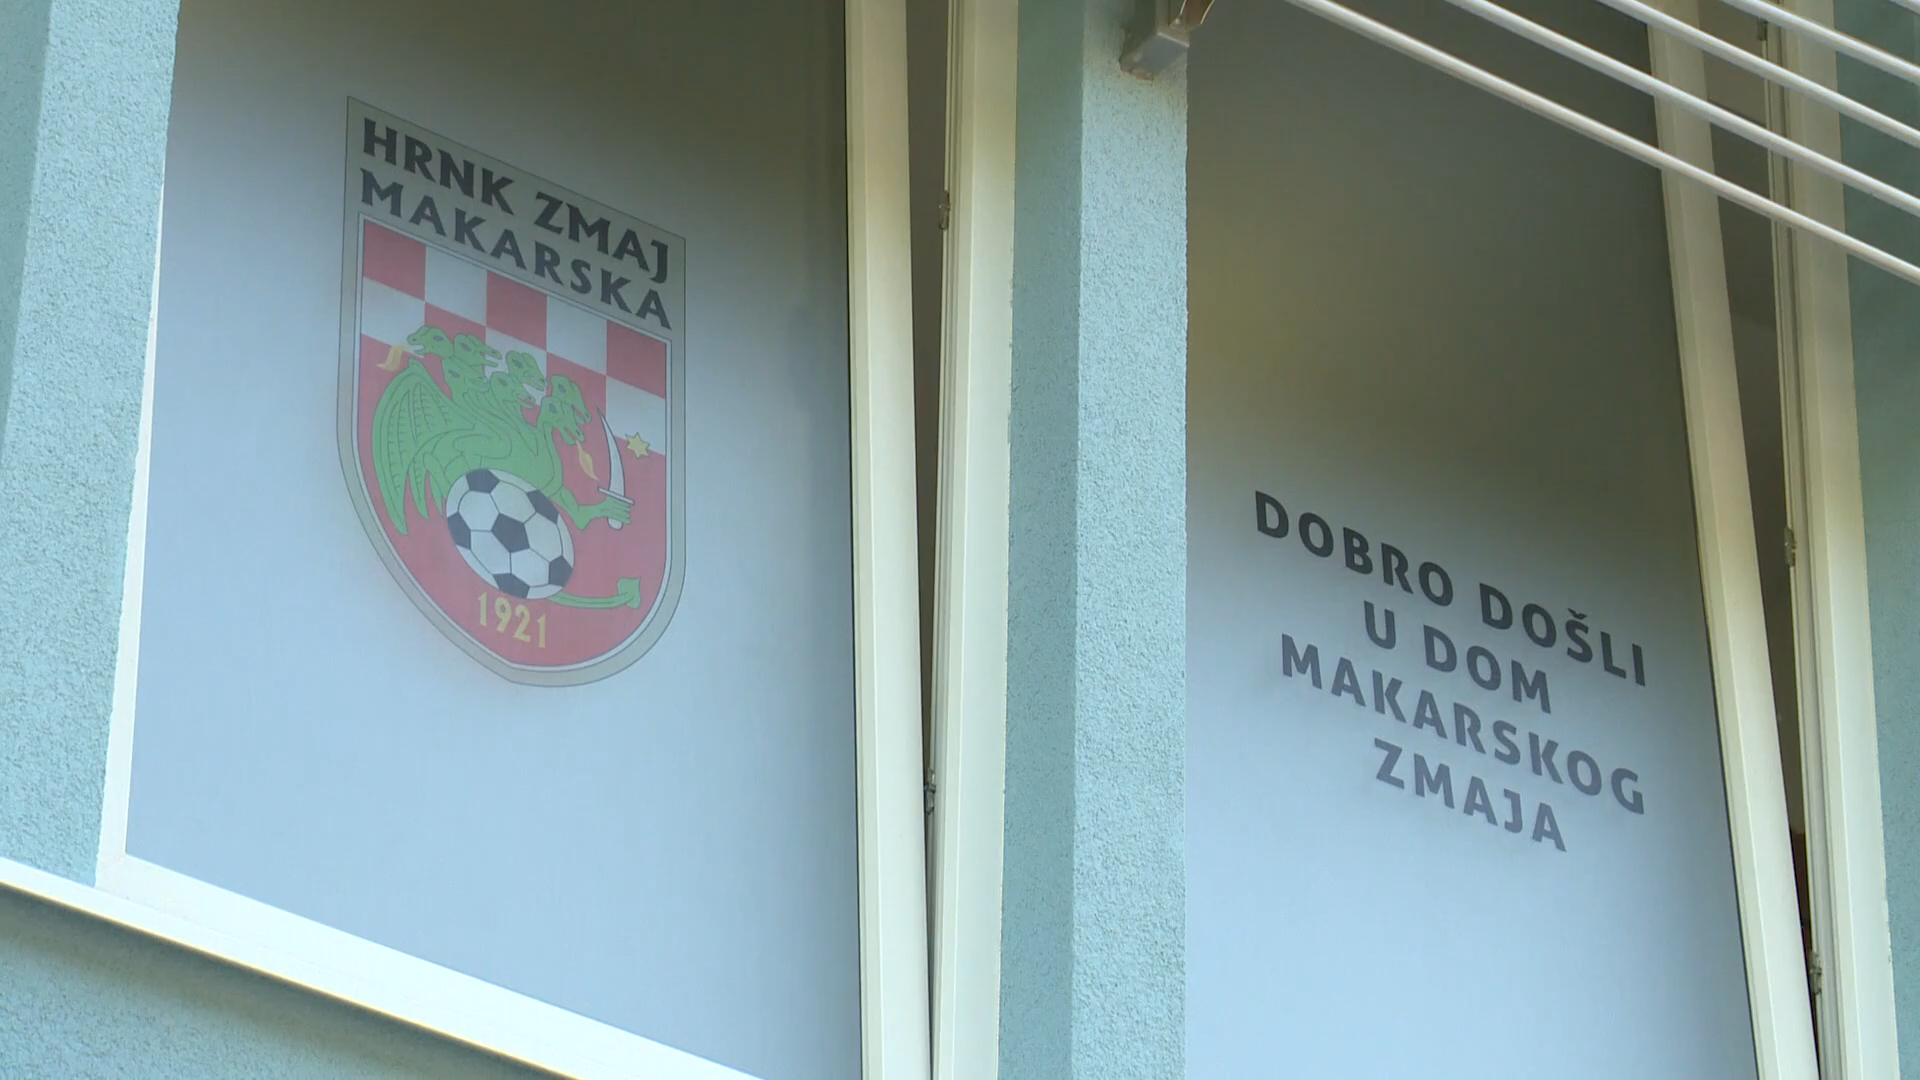 HRNK ZMAJ
MAKARSKA
1921
DOBRO DOŠLI
U DOM
MAKARSKOG
ZMAJA